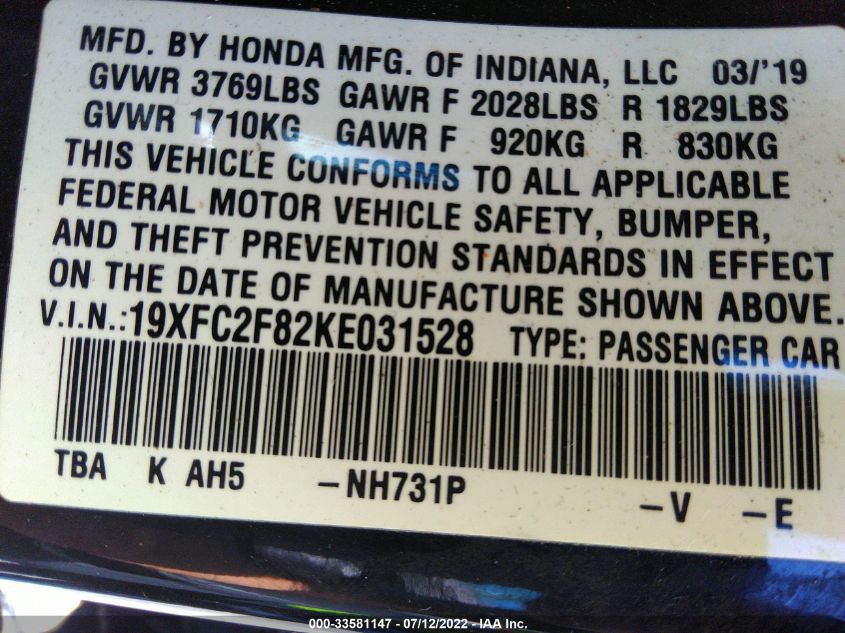 MFD. BY HONDA MFG. OF INDIANA, LLC 03/'19
GVWR 3769LBS GAWR F 2028LBS R 1829LBS
GVWR 1710KG GAWR F 920KG R 830KG
THIS VEHICLE CONFORMS TO ALL APPLICABLE
FEDERAL MOTOR VEHICLE SAFETY, BUMPER,
AND THEFT PREVENTION STANDARDS IN EFFECT
ON THE DATE OF MANUFACTURE SHOWN ABOVE.
V.I.N.:19XFC2F82KE031528 TYPE: PASSENGER CAR
TBA K AH5 -NH731P -V -E
000-33581147 - 07/12/2022 - IAA Inc.